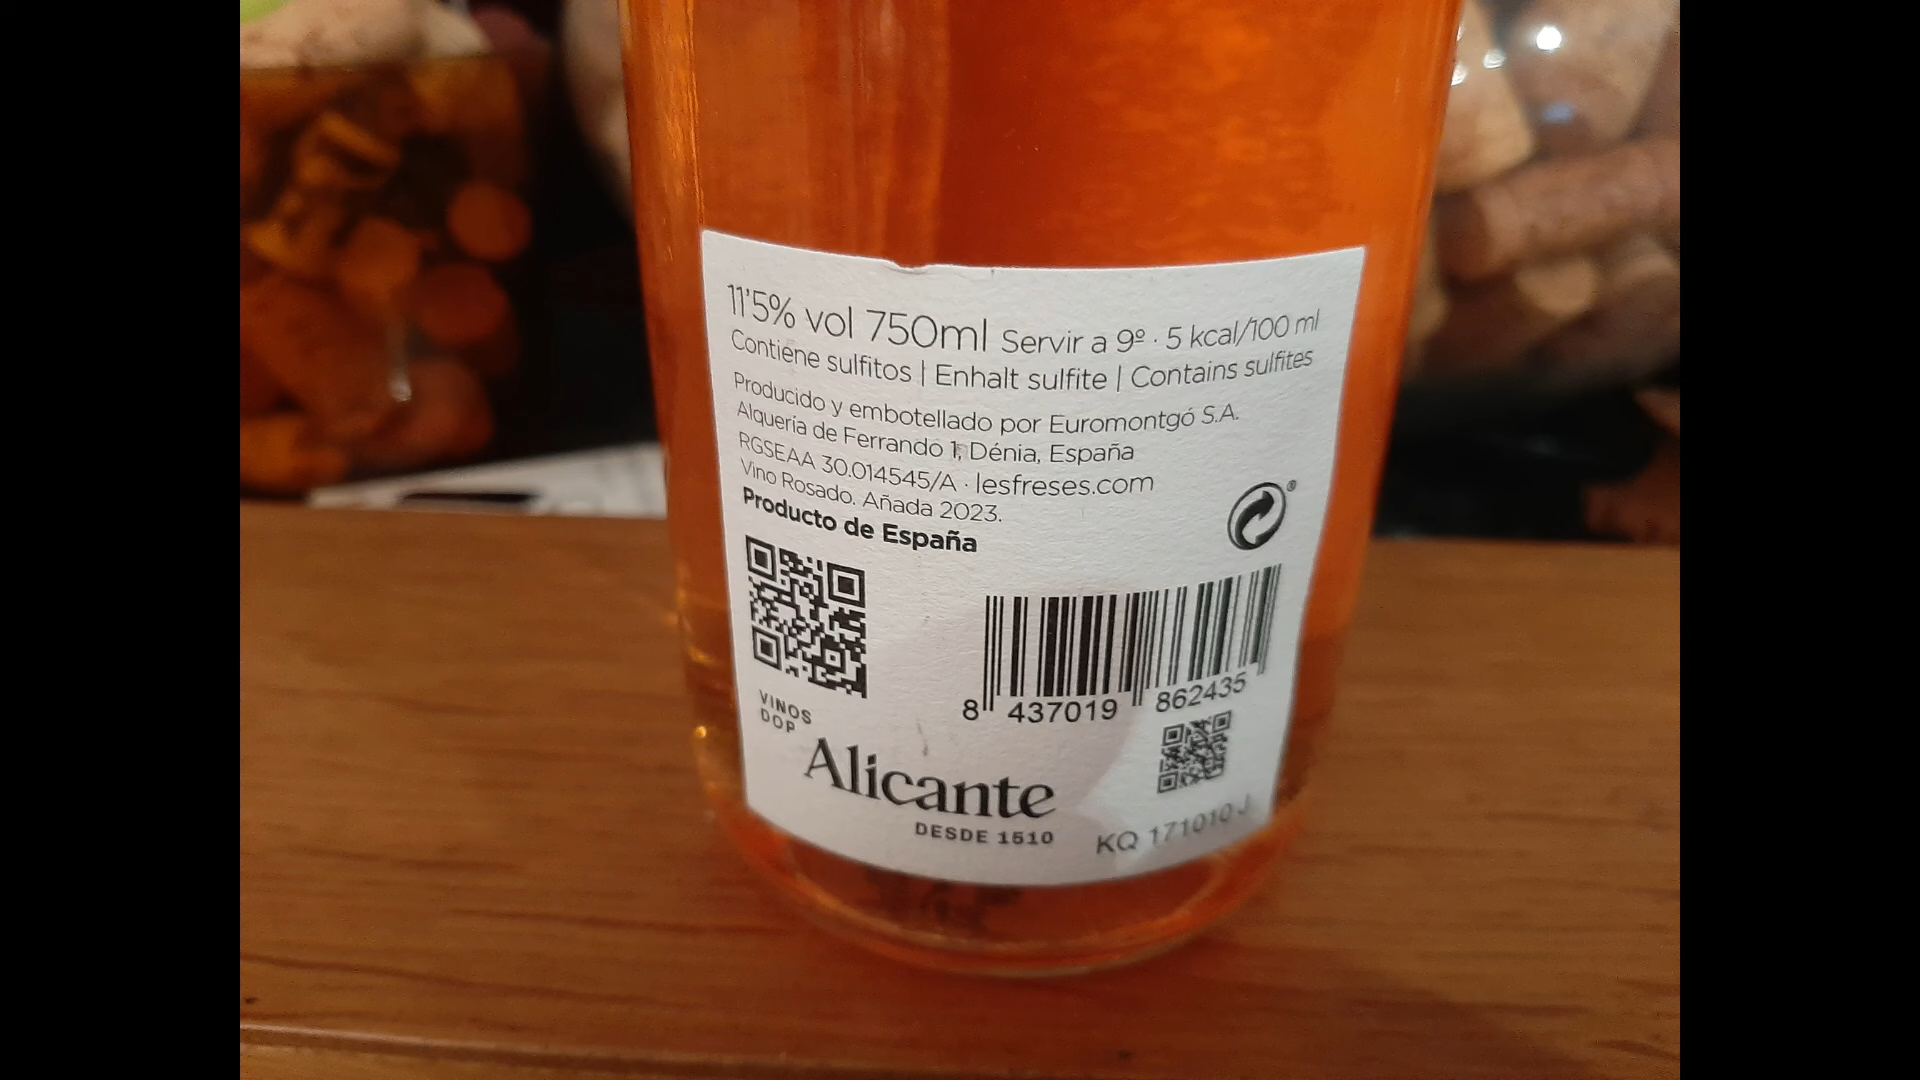 11'5% vol 750ml Servir a 9º · 5 kcal/100 ml
Contiene sulfitos | Enhalt sulfite | Contains sulfites
Producido y embotellado por Euromontgó S.A.
Alquería de Ferrando 1, Dénia, España
RGSEAA 30.014545/A · lesfreses.com
Vino Rosado. Añada 2023.
Producto de España
8 437019 862435
VINOS
DOP
Alicante
DESDE 1510
KQ 171010 J